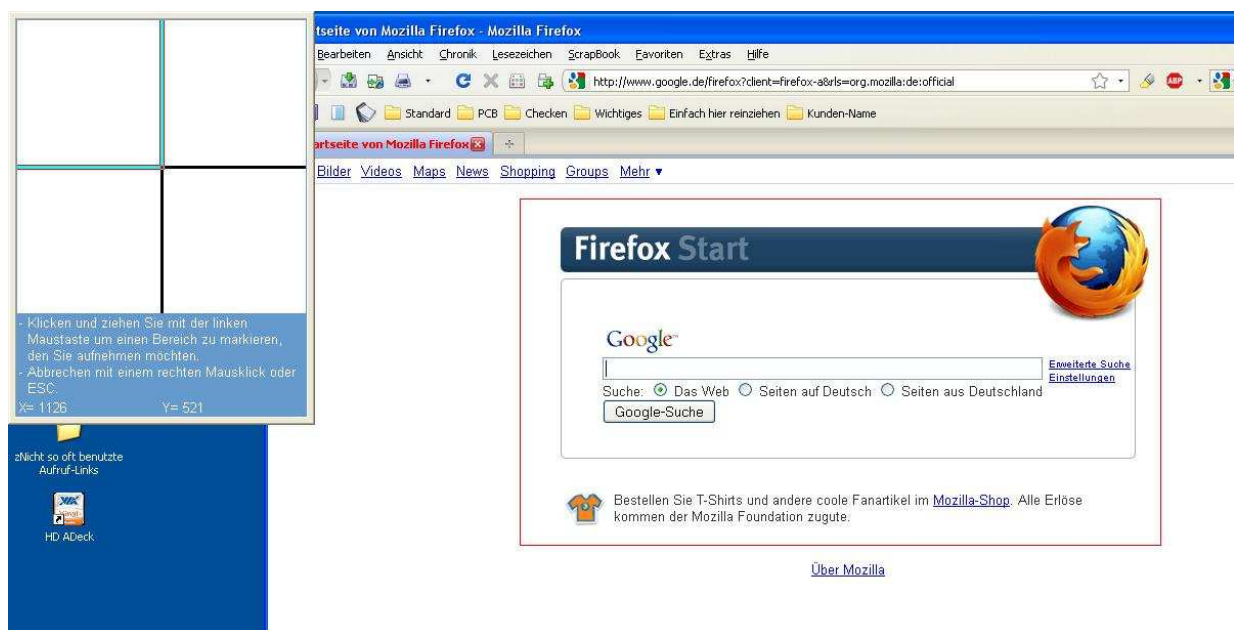 tseite von Mozilla Firefox - Mozilla Firefox
Bearbeiten Ansicht Chronik Lesezeichen ScrapBook Favoriten Extras Hilfe
http://www.google.de/firefox?client=firefox-a&rls=org.mozilla:de:official
ABP
Standard PCB Checken Wichtiges Einfach hier reinziehen Kunden-Name
artseite von Mozilla Firefox
Bilder Videos Maps News Shopping Groups Mehr ▼
Firefox Start
Google™
Erweiterte Suche
Einstellungen
Suche: Das Web Seiten auf Deutsch Seiten aus Deutschland
Google-Suche
Bestellen Sie T-Shirts und andere coole Fanartikel im Mozilla-Shop. Alle Erlöse
kommen der Mozilla Foundation zugute.
Über Mozilla
- Klicken und ziehen Sie mit der linken
Maustaste um einen Bereich zu markieren,
den Sie aufnehmen möchten.
- Abbrechen mit einem rechten Mausklick oder
ESC.
X= 1126 Y= 521
zNicht so oft benutzte
Aufruf-Links
VIA
HD ADeck